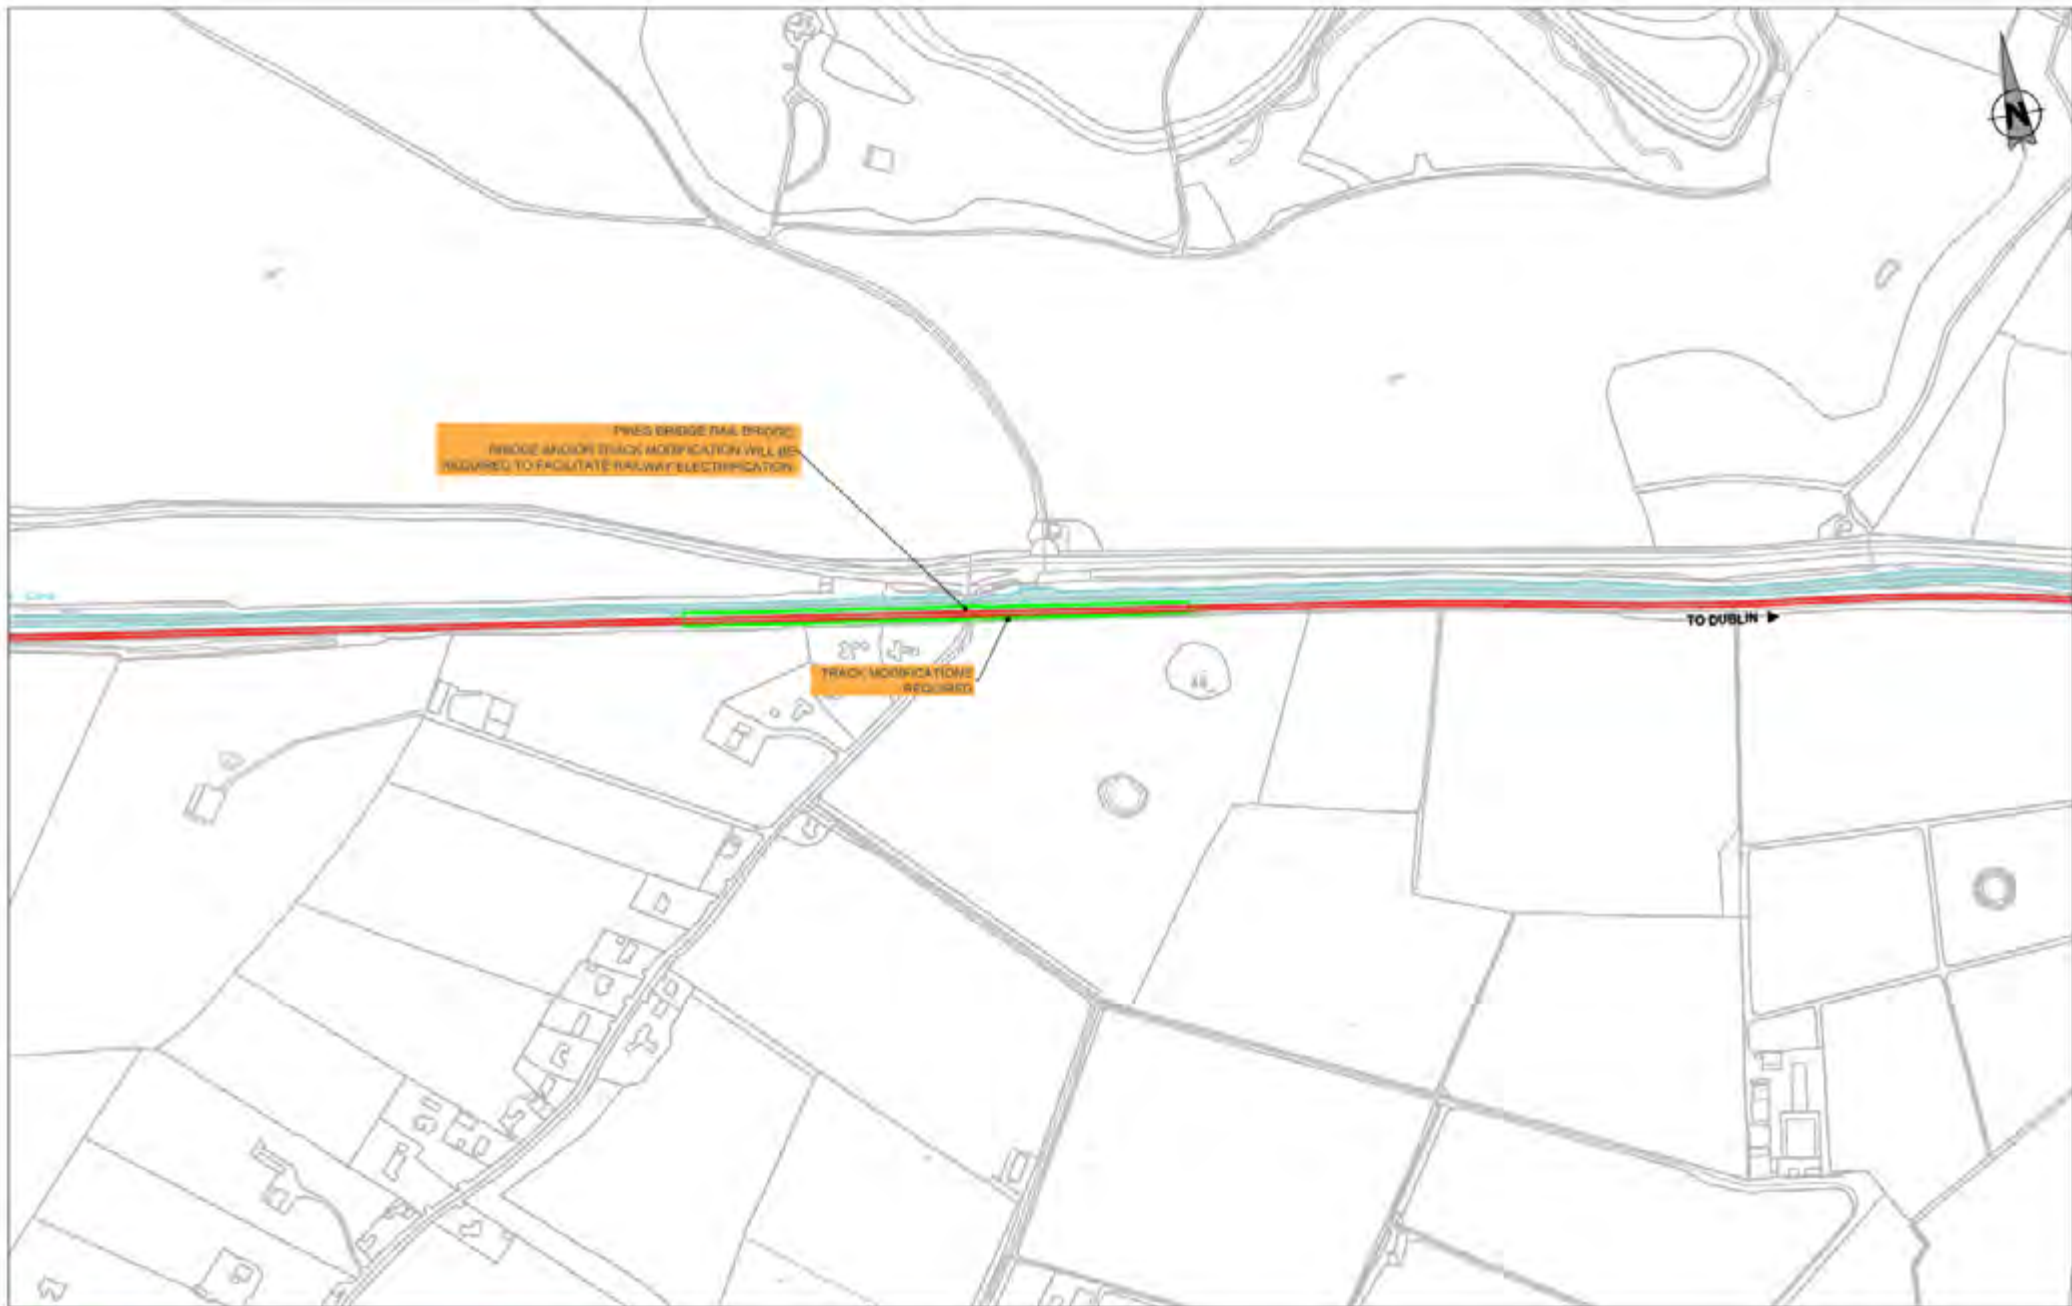 N
PIKES BRIDGE RAIL BRIDGE:
BRIDGE AND/OR TRACK MODIFICATION WILL BE
REQUIRED TO FACILITATE RAILWAY ELECTRIFICATION.
TO DUBLIN
TRACK MODIFICATIONS
REQUIRED